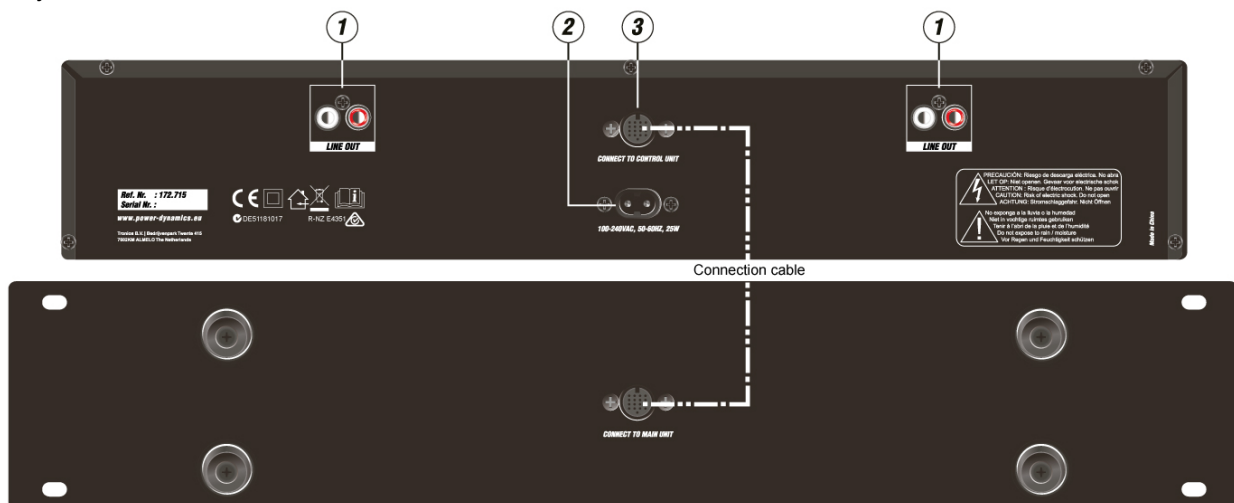 1
2
3
1
LINE OUT
CONNECT TO CONTROL UNIT
LINE OUT
Ref. Nr. : 172.715
Serial Nr. :
www.power-dynamics.eu
Tronios B.V. | Bedrijvenpark Twente 415
7602KM ALMELO The Netherlands
DE51181017
R-NZ E4351
100-240VAC, 50-60HZ, 25W
PRECAUCIÓN: Riesgo de descarga eléctrica. No abra
LET OP: Niet openen. Gevaar voor elektrische schok
ATTENTION : Risque d'électrocution. Ne pas ouvrir
CAUTION: Risk of electric shock. Do not open
ACHTUNG: Stromschlaggefahr. Nicht Öffnen
No exponga a la lluvia o la humedad
Niet in vochtige ruimtes gebruiken
Tenir à l'abri de la pluie et de l'humidité
Do not expose to rain / moisture
Vor Regen und Feuchtigkeit schützen
Made in China
Connection cable
CONNECT TO MAIN UNIT